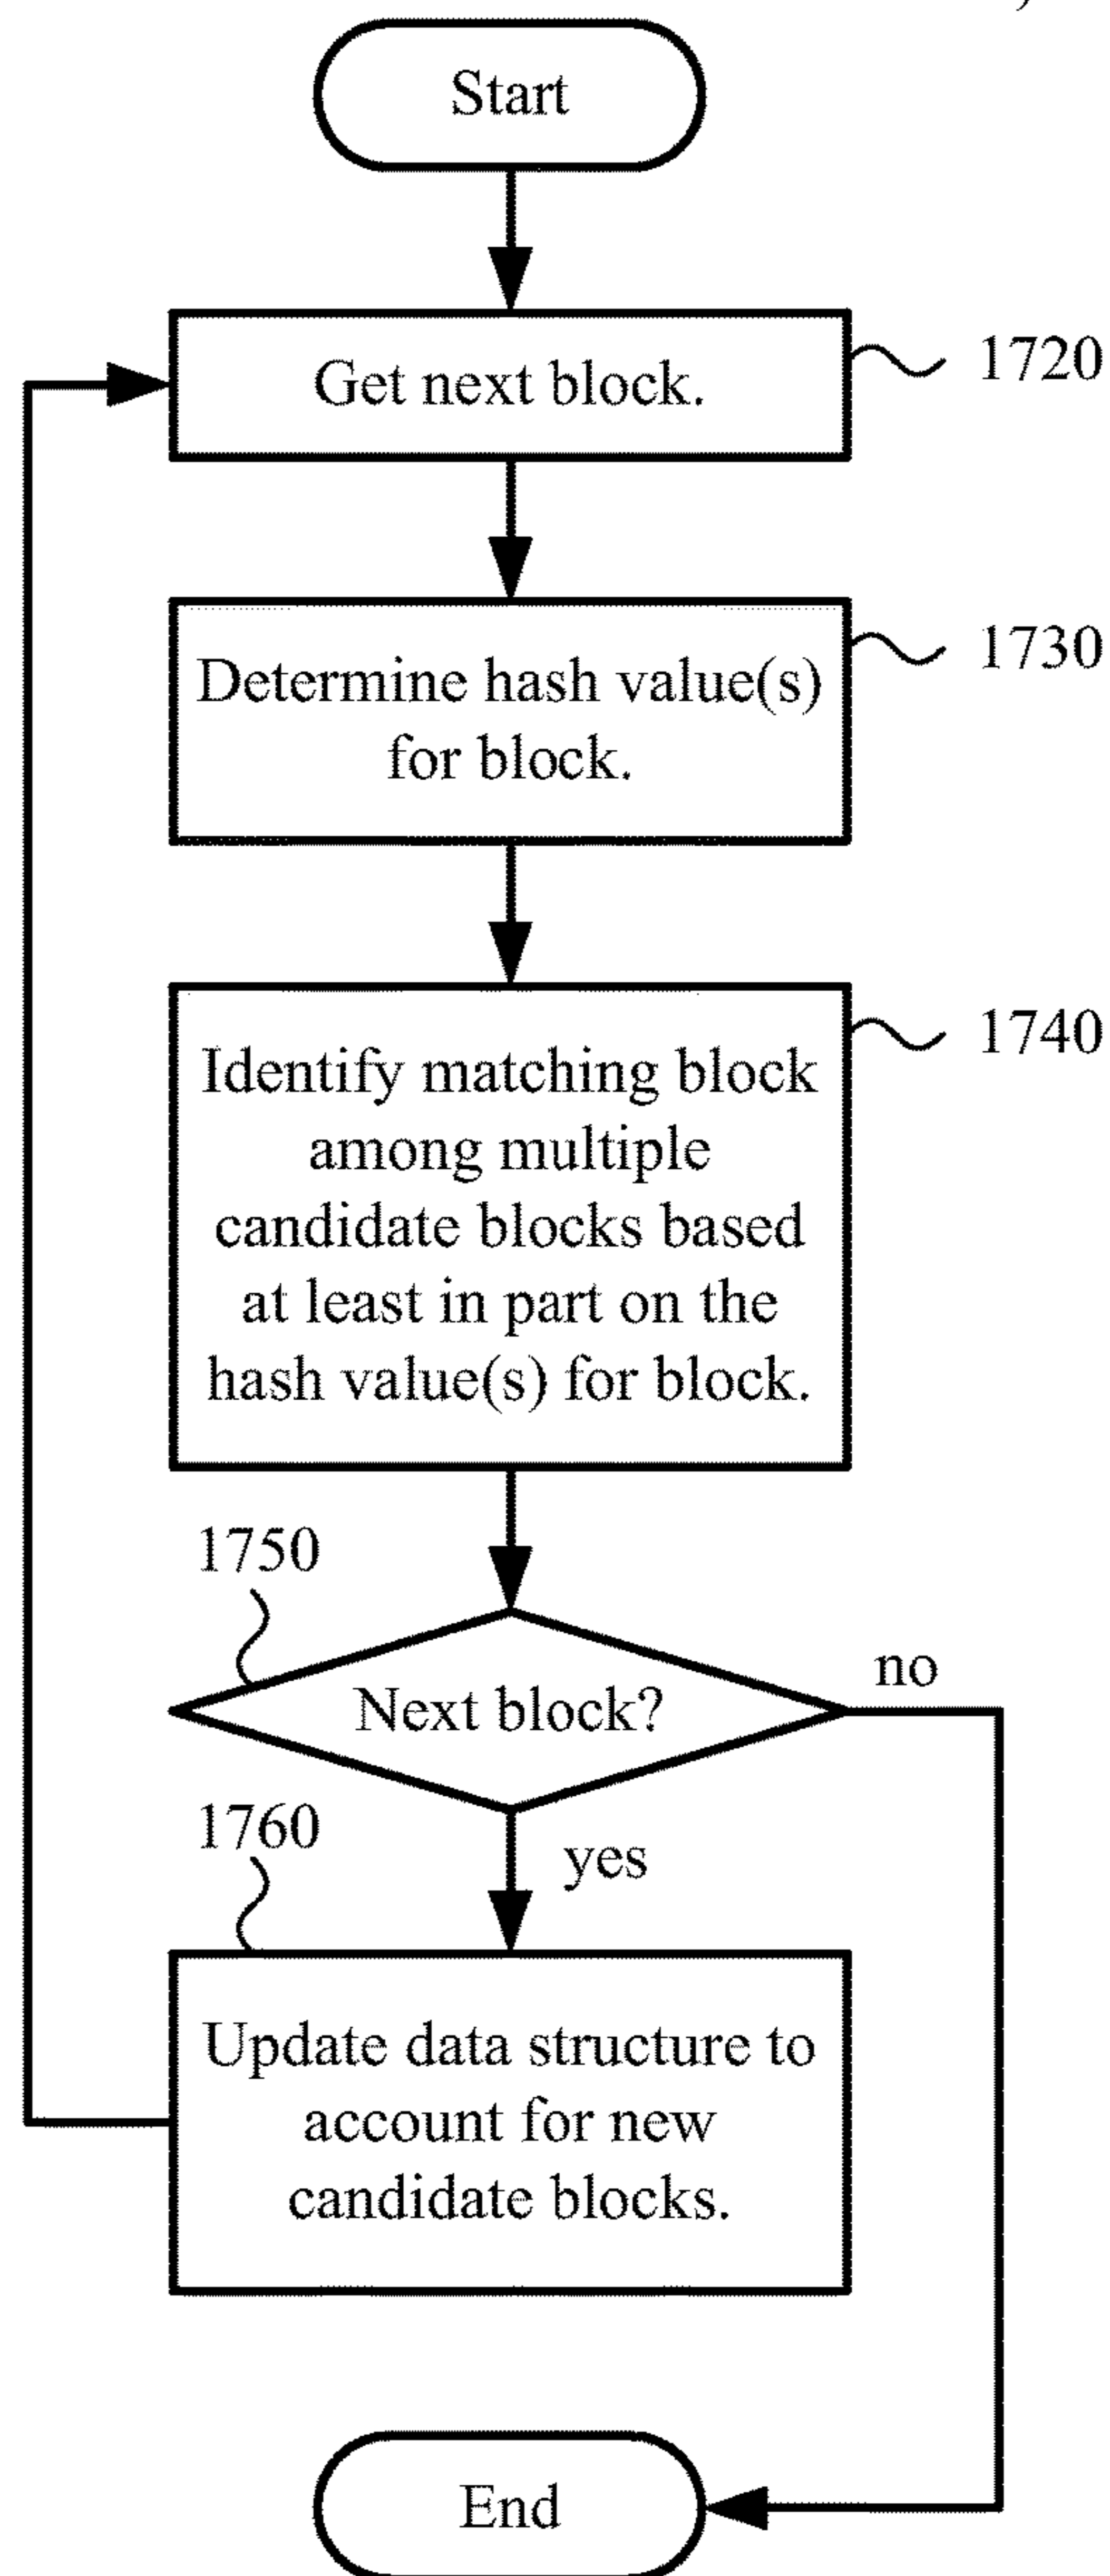 Start
Get next block.
1720
Determine hash value(s)
for block.
1730
Identify matching block
among multiple
candidate blocks based
at least in part on the
hash value(s) for block.
1740
1750
Next block?
no
yes
1760
Update data structure to
account for new
candidate blocks.
End